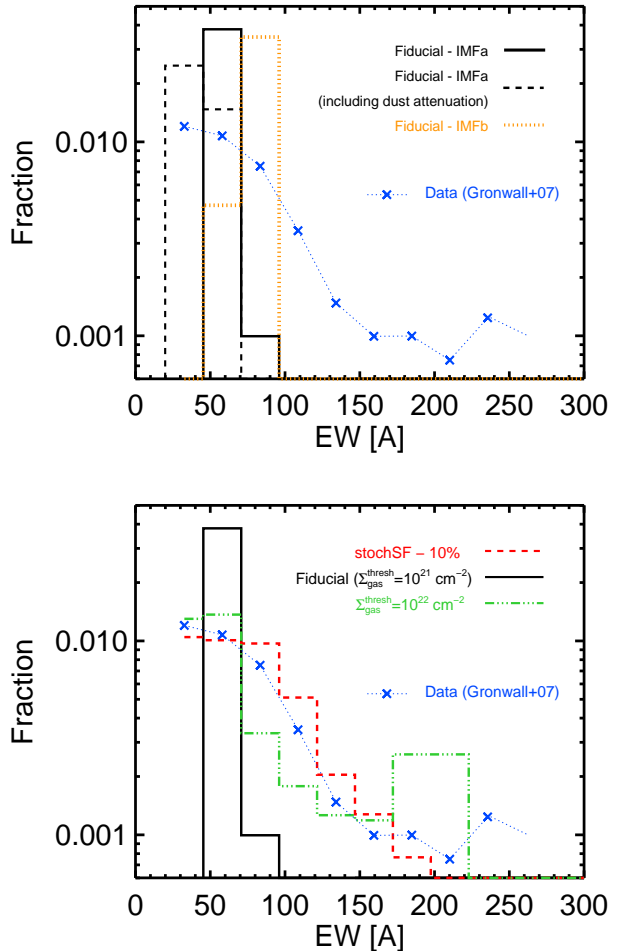 Fiducial - IMFa
Fiducial - IMFa
(including dust attenuation)
Fiducial - IMFb
Data (Gronwall+07)
0.010
0.001
Fraction
0 50 100 150 200 250 300
EW [A]
stochSF − 10%
Fiducial (Σ_gas^thresh=10^21 cm^−2)
Σ_gas^thresh=10^22 cm^−2
Data (Gronwall+07)
0.010
0.001
Fraction
0 50 100 150 200 250 300
EW [A]